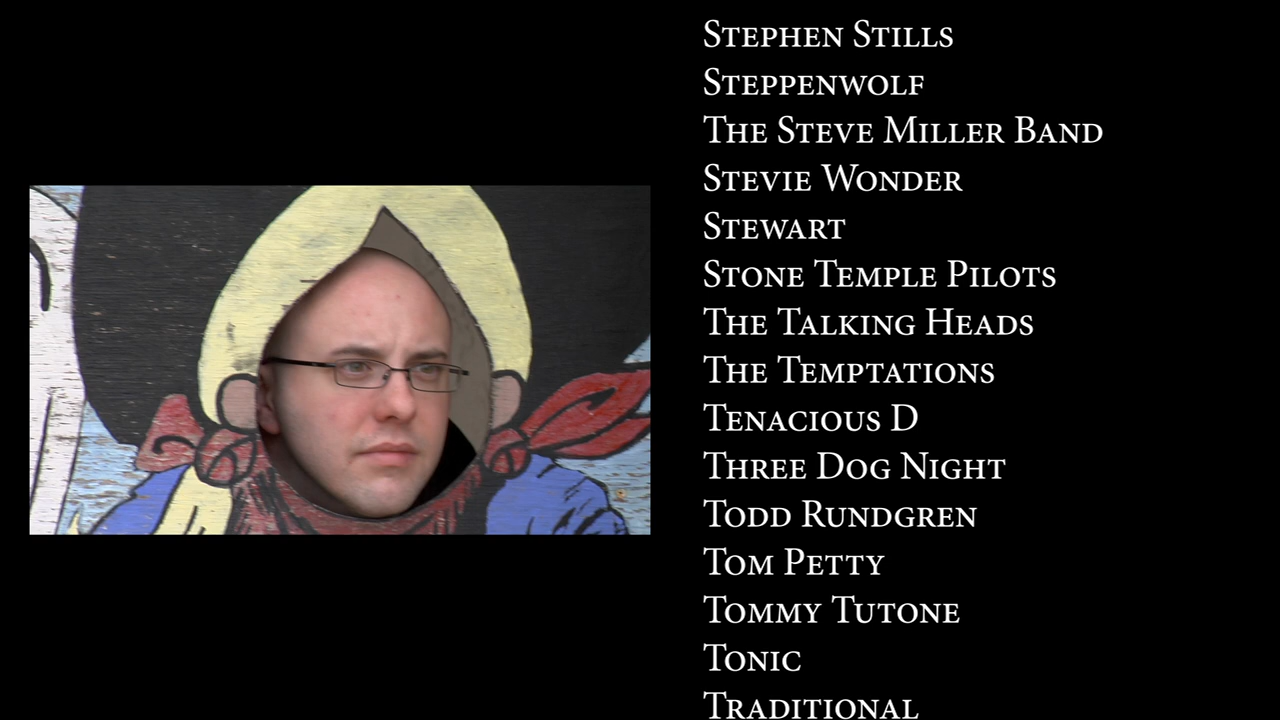 Stephen Stills
Steppenwolf
The Steve Miller Band
Stevie Wonder
Stewart
Stone Temple Pilots
The Talking Heads
The Temptations
Tenacious D
Three Dog Night
Todd Rundgren
Tom Petty
Tommy Tutone
Tonic
Traditional